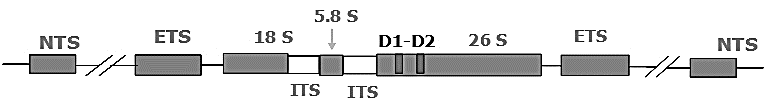 5.8 S
NTS ETS 18 S D1-D2 26 S ETS NTS
ITS ITS